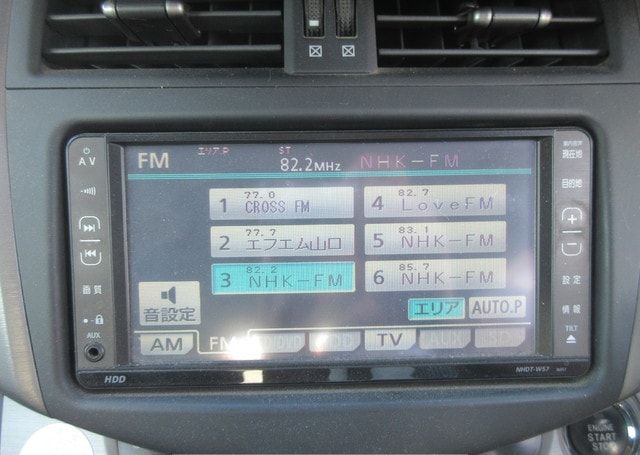 AV
画質
AUX
HDD
FM
エリア.P
ST
82.2MHz NHK-FM
1 77.0 CROSS FM
2 77.7 エフエム山口
3 82.2 NHK-FM
4 82.7 LoveFM
5 83.1 NHK-FM
6 85.7 NHK-FM
音設定
エリア
AUTO.P
AM
FM
TV
AUX
現在地
目的地
+
−
設定
情報
TILT
NHDT-W57
ENGINE
START
STOP